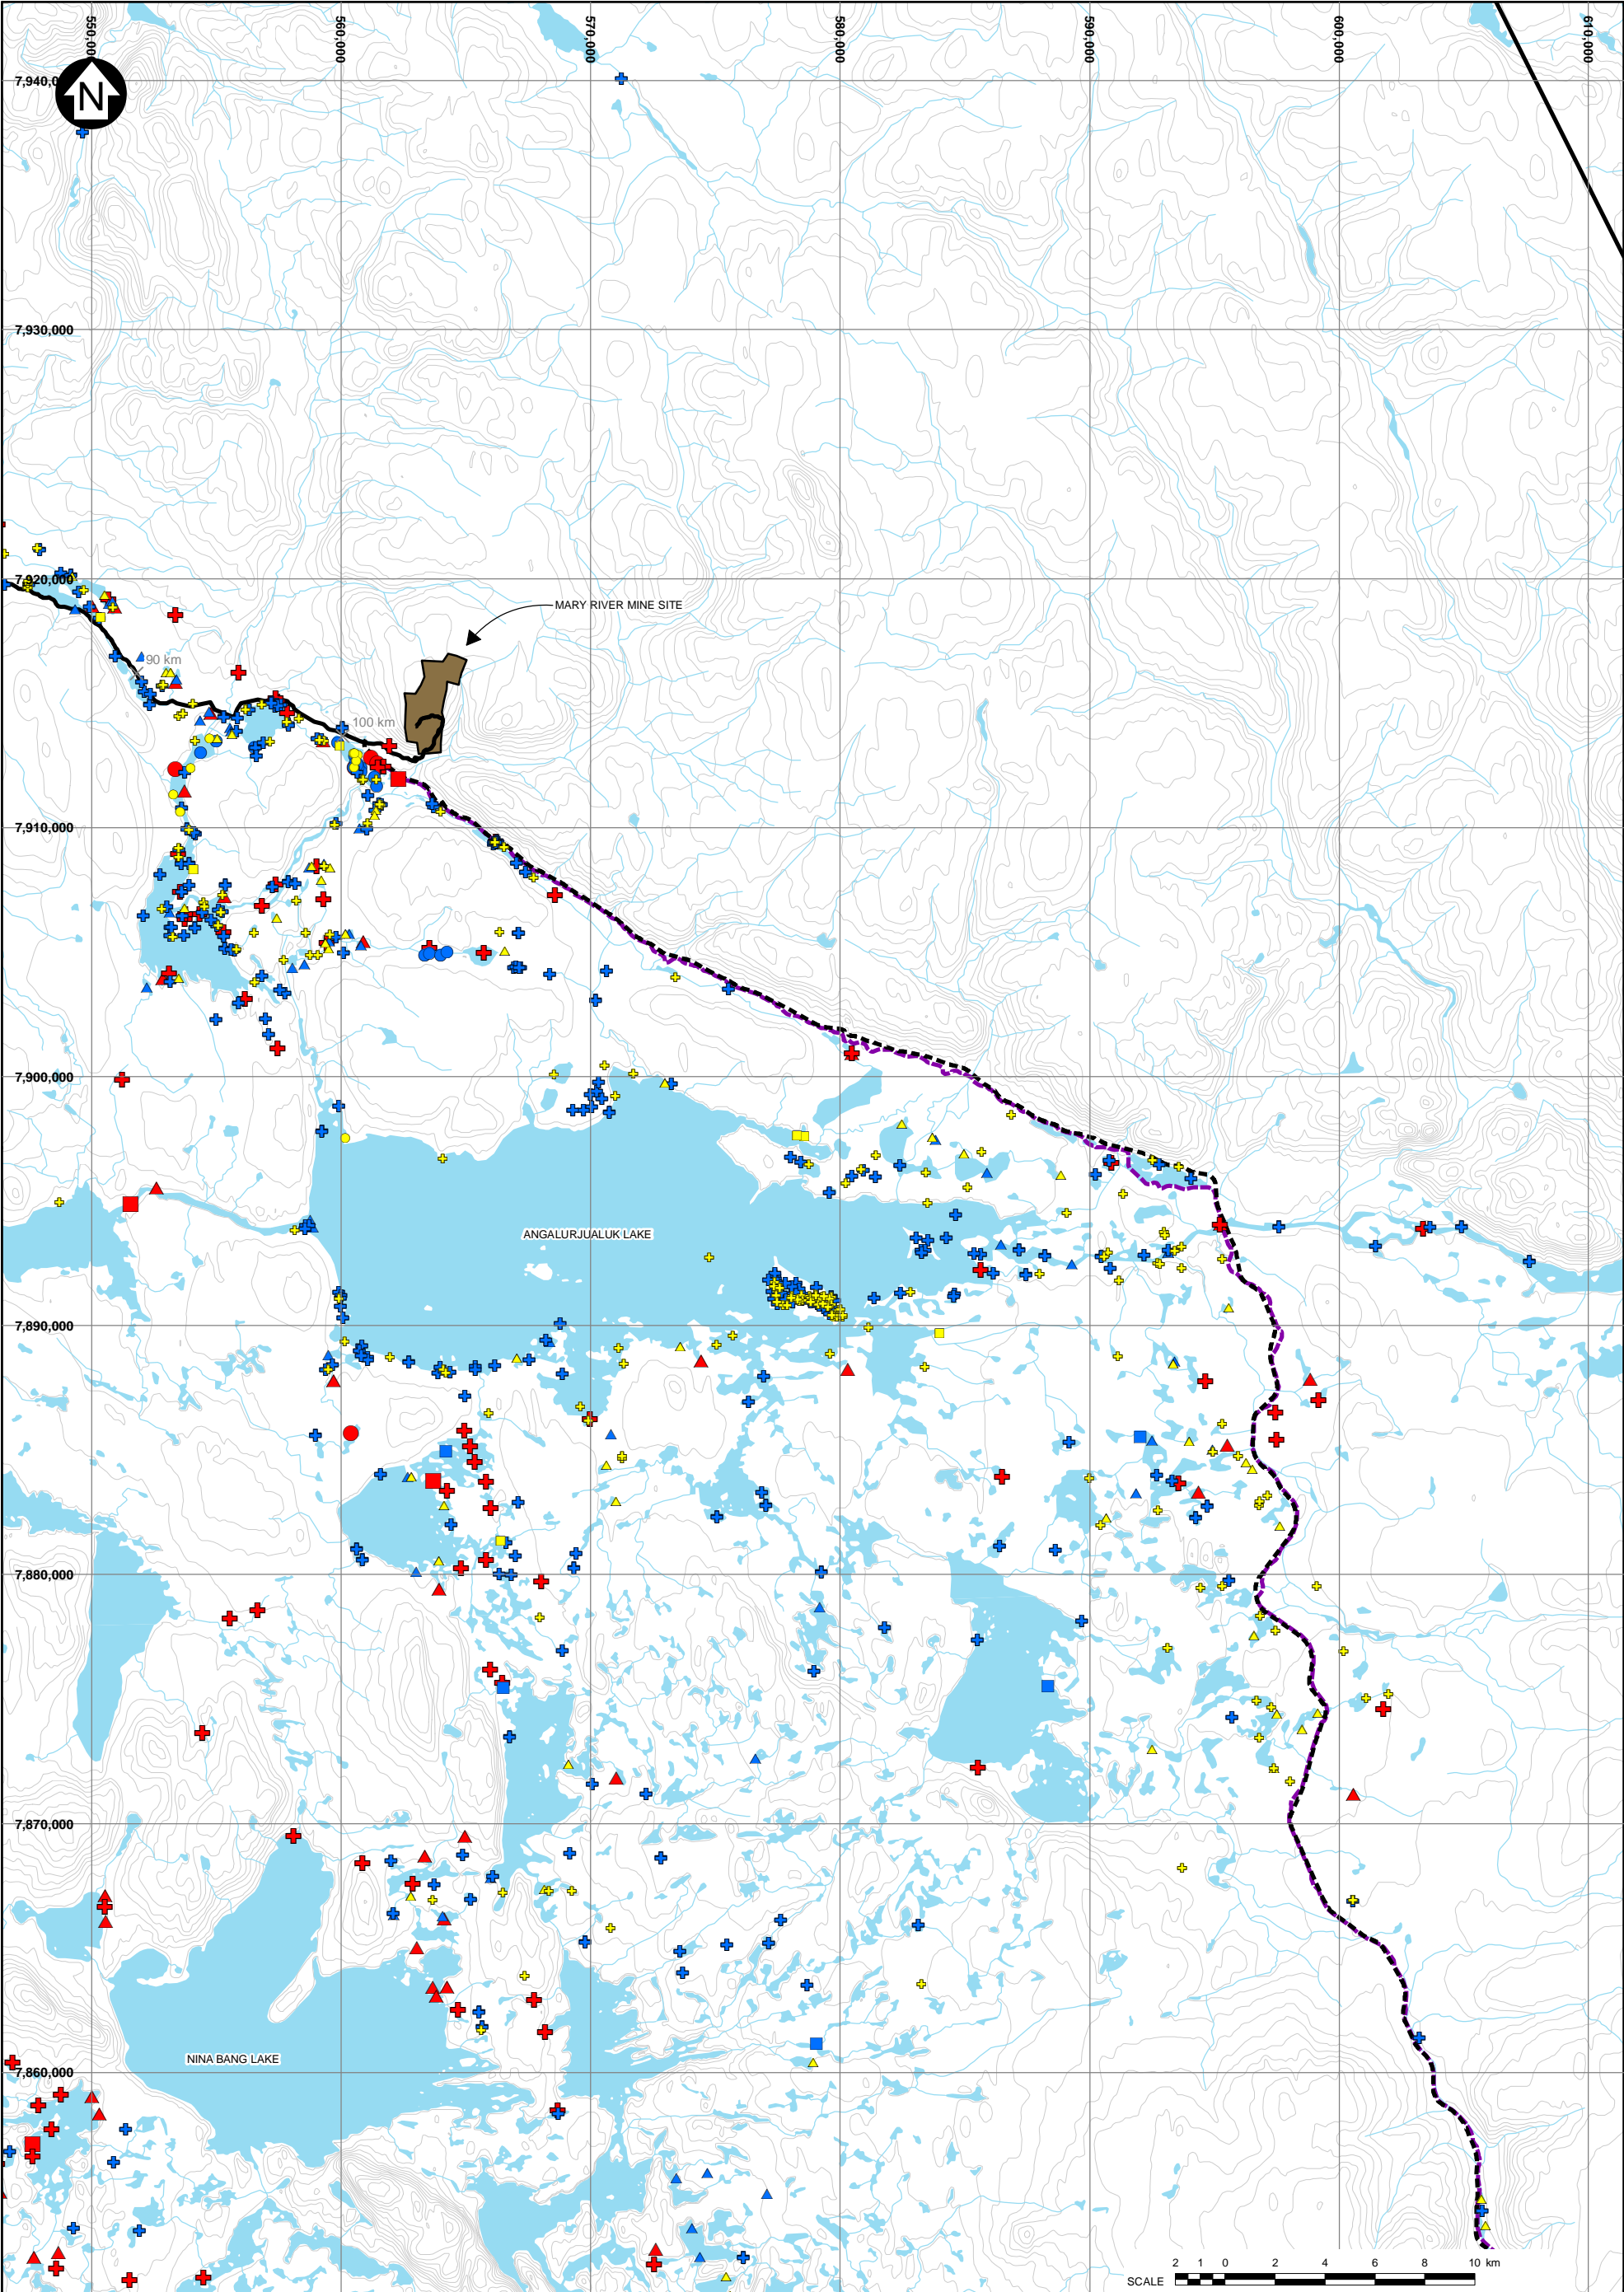 550,000
560,000
570,000
580,000
590,000
600,000
610,000
7,940,000
N
7,930,000
7,920,000
MARY RIVER MINE SITE
90 km
100 km
7,910,000
7,900,000
ANGALURJUALUK LAKE
7,890,000
7,880,000
7,870,000
NINA BANG LAKE
7,860,000
2 1 0 2 4 6 8 10 km
SCALE